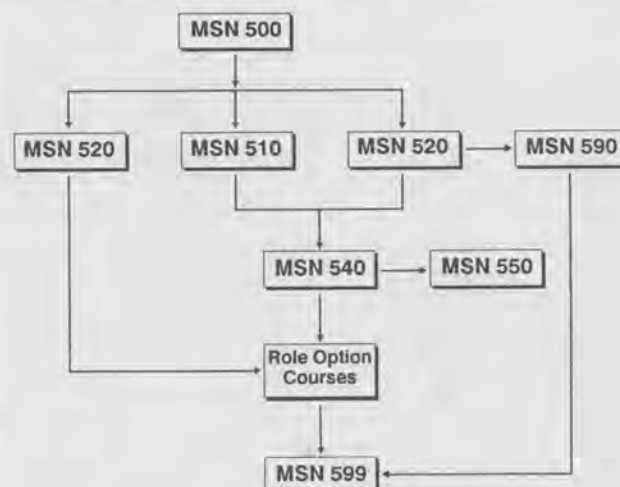 MSN 500
MSN 520
MSN 510
MSN 520
MSN 590
MSN 540
MSN 550
Role Option
Courses
MSN 599